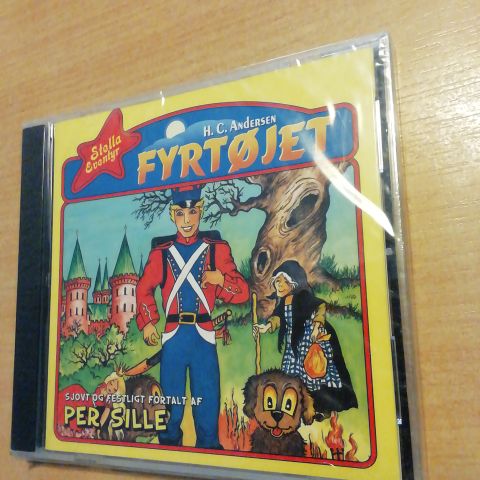 Stella
Eventyr
H. C. ANDERSEN
FYRTØJET
SJOVT OG FESTLIGT FORTALT AF
PER/SILLE